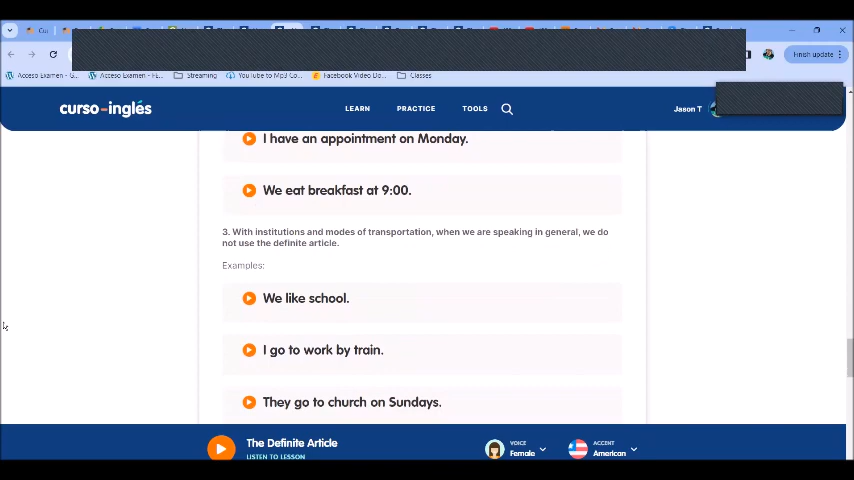 Cu
Finish update
Acceso Examen - G...
Acceso Examen - FE...
Streaming
YouTube to Mp3 Co...
Facebook Video Do...
Classes
curso-inglés
LEARN
PRACTICE
TOOLS
Jason T
I have an appointment on Monday.
We eat breakfast at 9:00.
3. With institutions and modes of transportation, when we are speaking in general, we do
not use the definite article.
Examples:
We like school.
I go to work by train.
They go to church on Sundays.
The Definite Article
LISTEN TO LESSON
VOICE
Female
ACCENT
American